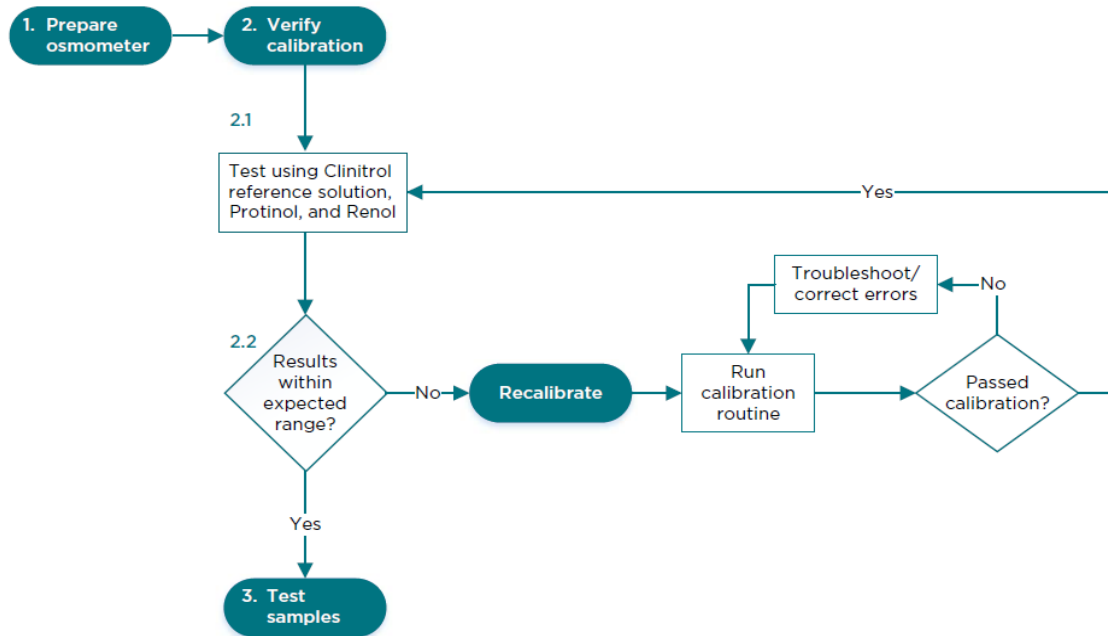 1. Prepare
osmometer
2. Verify
calibration
2.1
Test using Clinitrol
reference solution,
Protinol, and Renol
Yes
Troubleshoot/
correct errors
No
2.2
Results
within
expected
range?
No
Recalibrate
Run
calibration
routine
Passed
calibration?
Yes
3. Test
samples